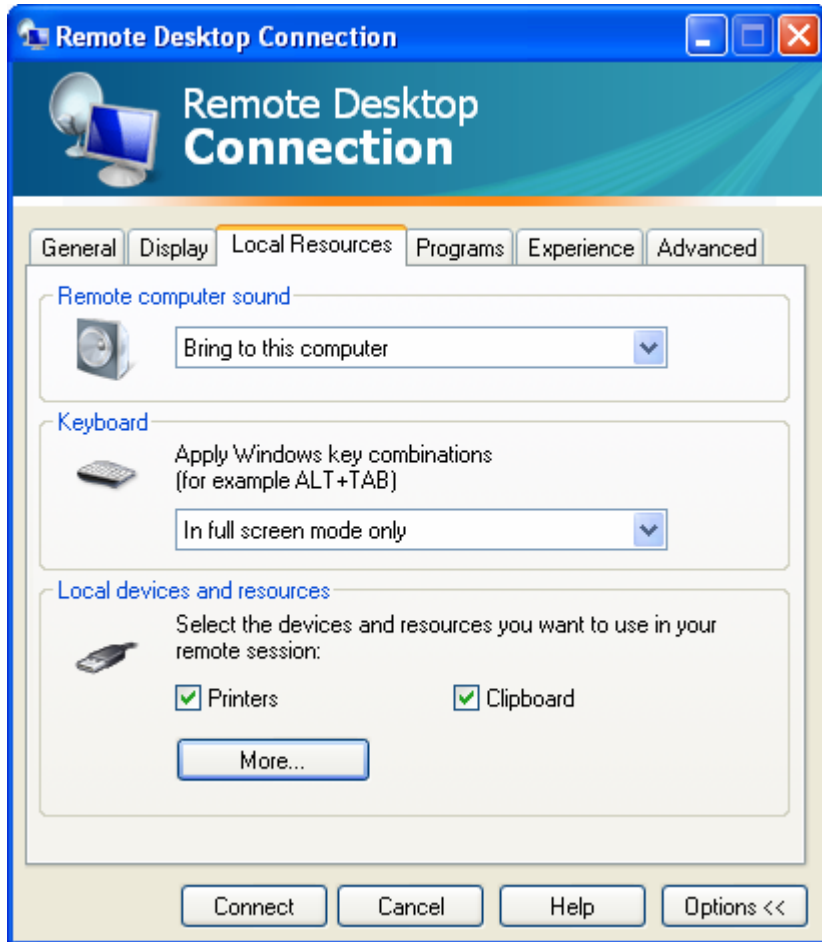 Remote Desktop Connection
Remote Desktop
Connection
General Display Local Resources Programs Experience Advanced
Remote computer sound
Bring to this computer
Keyboard
Apply Windows key combinations
(for example ALT+TAB)
In full screen mode only
Local devices and resources
Select the devices and resources you want to use in your
remote session:
Printers Clipboard
More...
Connect Cancel Help Options <<